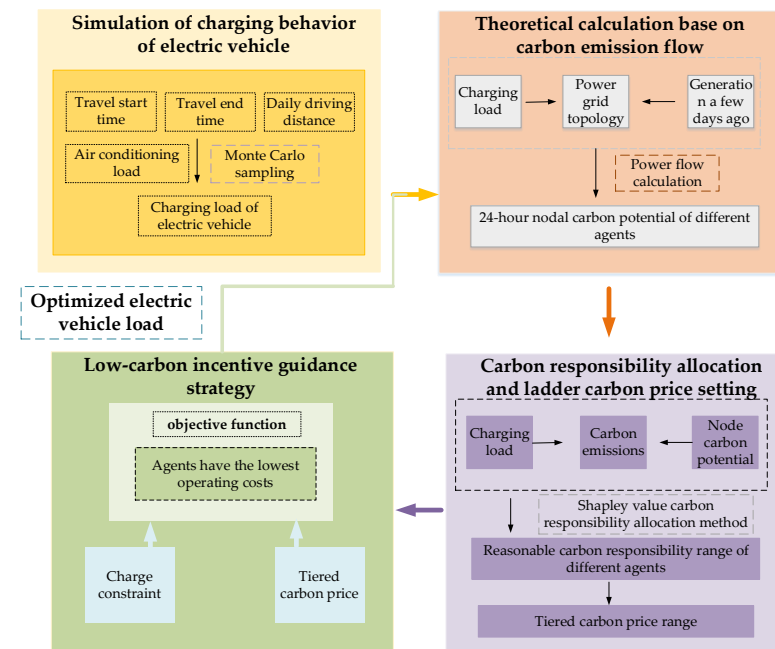 Simulation of charging behavior
of electric vehicle
Travel start
time
Travel end
time
Daily driving
distance
Air conditioning
load
Monte Carlo
sampling
Charging load of
electric vehicle
Theoretical calculation base on
carbon emission flow
Charging
load
Power
grid
topology
Generatio
n a few
days ago
Power flow
calculation
24-hour nodal carbon potential of different
agents
Optimized electric
vehicle load
Low-carbon incentive guidance
strategy
objective function
Agents have the lowest
operating costs
Charge
constraint
Tiered
carbon price
Carbon responsibility allocation
and ladder carbon price setting
Charging
load
Carbon
emissions
Node
carbon
potential
Shapley value carbon
responsibility allocation method
Reasonable carbon responsibility range of
different agents
Tiered carbon price range